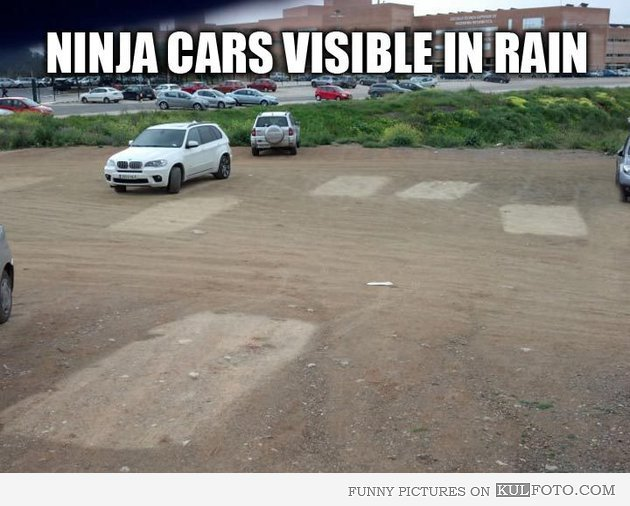 NINJA CARS VISIBLE IN RAIN
FUNNY PICTURES ON KULFOTO.COM